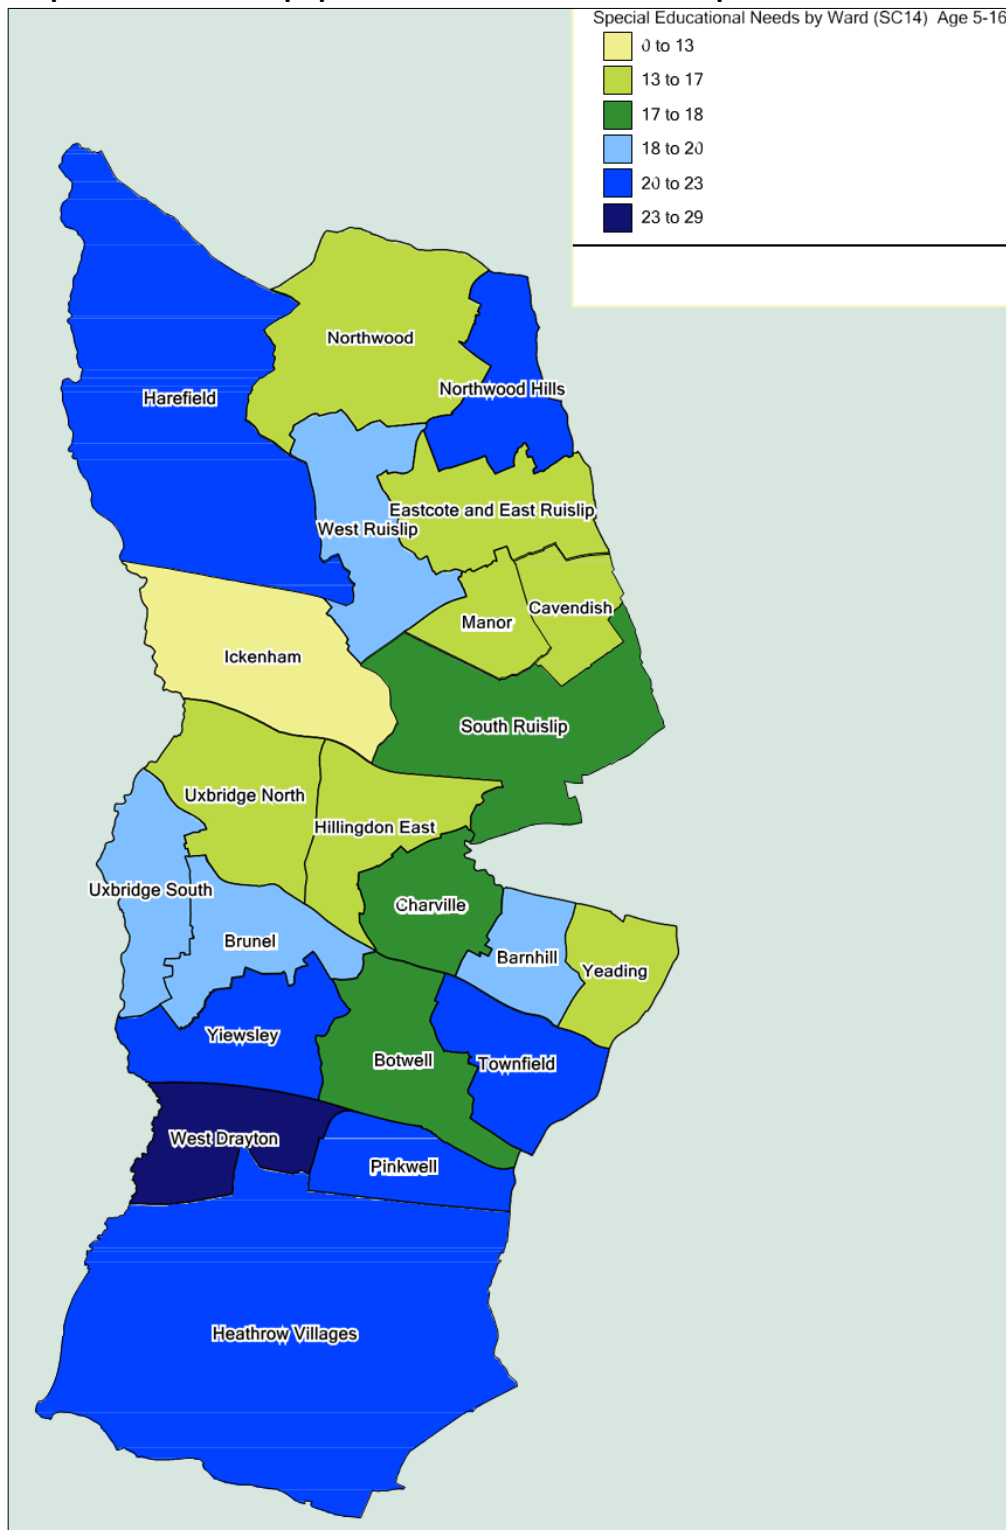 Special Educational Needs by Ward (SC14) Age 5-16
0 to 13
13 to 17
17 to 18
18 to 20
20 to 23
23 to 29
Northwood
Northwood Hills
Harefield
Eastcote and East Ruislip
West Ruislip
Cavendish
Manor
Ickenham
South Ruislip
Uxbridge North
Hillingdon East
Uxbridge South
Charville
Brunel
Barnhill
Yeading
Yiewsley
Botwell
Townfield
West Drayton
Pinkwell
Heathrow Villages